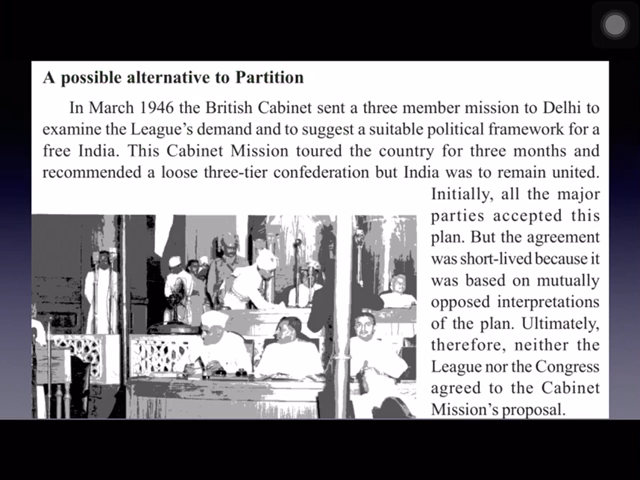 A possible alternative to Partition
In March 1946 the British Cabinet sent a three member mission to Delhi to
examine the League's demand and to suggest a suitable political framework for a
free India. This Cabinet Mission toured the country for three months and
recommended a loose three-tier confederation but India was to remain united.
Initially, all the major
parties accepted this
plan. But the agreement
was short-lived because it
was based on mutually
opposed interpretations
of the plan. Ultimately,
therefore, neither the
League nor the Congress
agreed to the Cabinet
Mission's proposal.